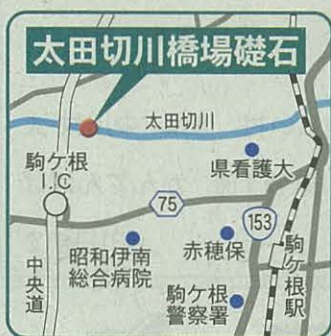 太田切川橋場礎石
太田切川
駒ケ根
I.C
県看護大
75
153
昭和伊南
総合病院
赤穂保
中央道
駒ケ根
警察署
駒ケ根駅